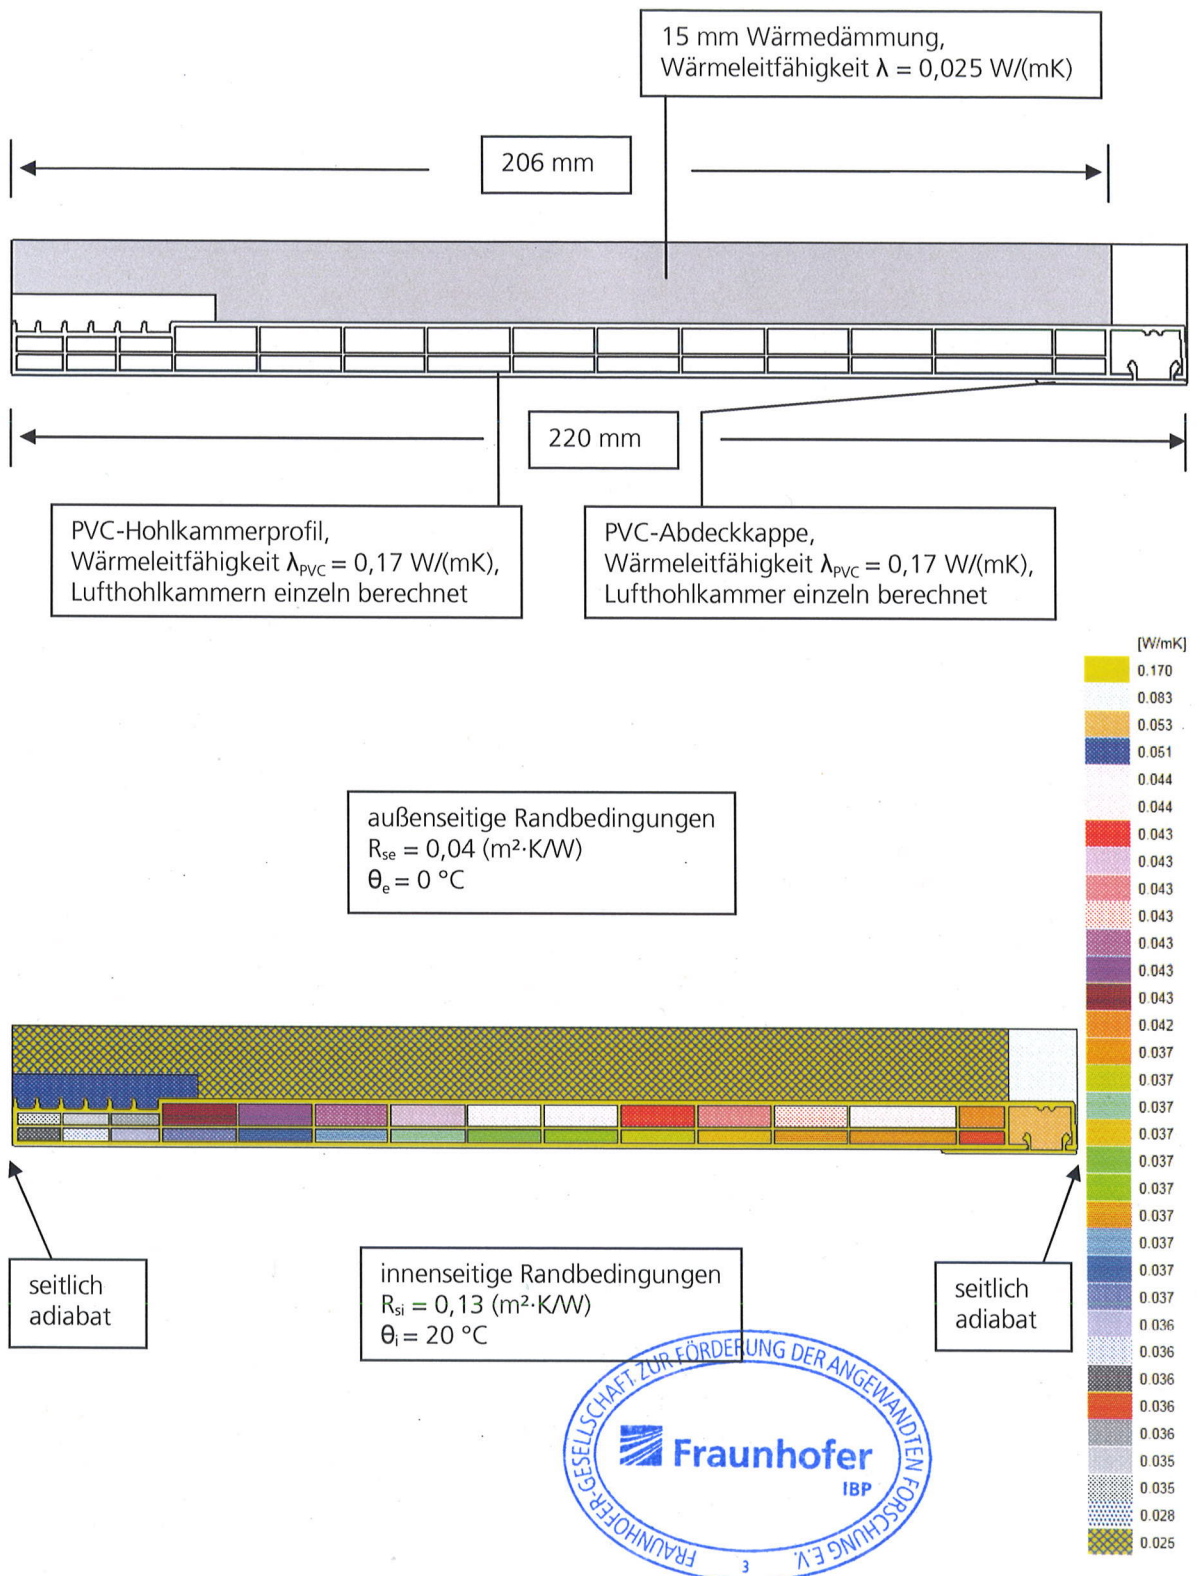 15 mm Wärmedämmung,
Wärmeleitfähigkeit λ = 0,025 W/(mK)
206 mm
220 mm
PVC-Hohlkammerprofil,
Wärmeleitfähigkeit λPVC = 0,17 W/(mK),
Lufthohlkammern einzeln berechnet
PVC-Abdeckkappe,
Wärmeleitfähigkeit λPVC = 0,17 W/(mK),
Lufthohlkammer einzeln berechnet
[W/mK]
0.170
0.083
0.053
0.051
0.044
0.044
0.043
0.043
0.043
0.043
0.043
0.043
0.043
0.042
0.037
0.037
0.037
0.037
0.037
0.037
0.037
0.037
0.037
0.037
0.036
0.036
0.036
0.036
0.036
0.035
0.035
0.028
0.025
außenseitige Randbedingungen
Rse = 0,04 (m²·K/W)
θe = 0 °C
seitlich
adiabat
innenseitige Randbedingungen
Rsi = 0,13 (m²·K/W)
θi = 20 °C
seitlich
adiabat
FRAUNHOFER-GESELLSCHAFT ZUR FÖRDERUNG DER ANGEWANDTEN FORSCHUNG E.V.
Fraunhofer
IBP
3